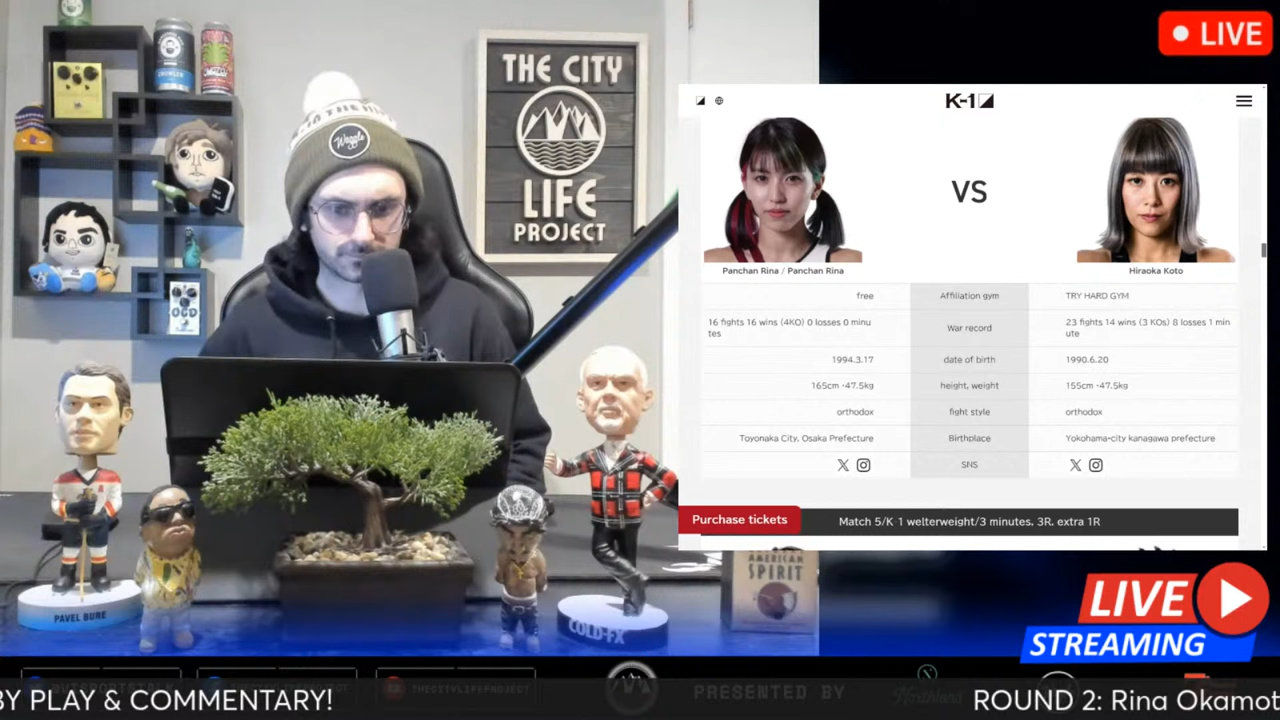 LIVE
THE CITY
LIFE
PROJECT
Waggle
K-1
VS
Panchan Rina / Panchan Rina
Hiraoka Koto
free
Affiliation gym
TRY HARD GYM
16 fights 16 wins (4KO) 0 losses 0 minu
tes
War record
23 fights 14 wins (3 KOs) 8 losses 1 min
ute
1994.3.17
date of birth
1990.6.20
165cm ·47.5kg
height, weight
155cm ·47.5kg
orthodox
fight style
orthodox
Toyonaka City, Osaka Prefecture
Birthplace
Yokohama-city kanagawa prefecture
SNS
Purchase tickets
Match 5/K-1 welterweight/3 minutes, 3R, extra 1R
OCD
AMERICAN
SPIRIT
PAVEL BURE
COLD-FX
LIVE
STREAMING
THECITYLIFEPROJECT
PRESENTED BY
Northland
BY PLAY & COMMENTARY!
ROUND 2: Rina Okamot